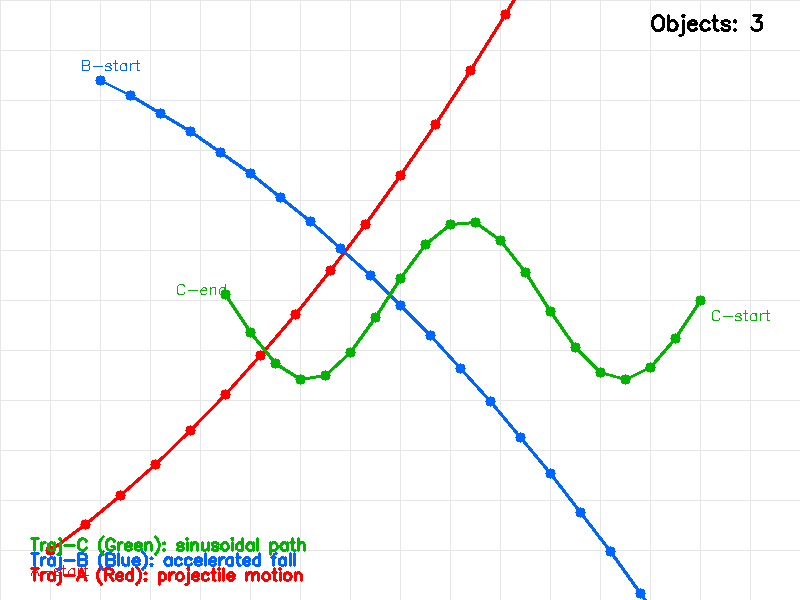 Objects: 3
B-start
C-end
C-start
Traj-C (Green): sinusoidal path
Traj-B (Blue): accelerated fall
Traj-A (Red): projectile motion